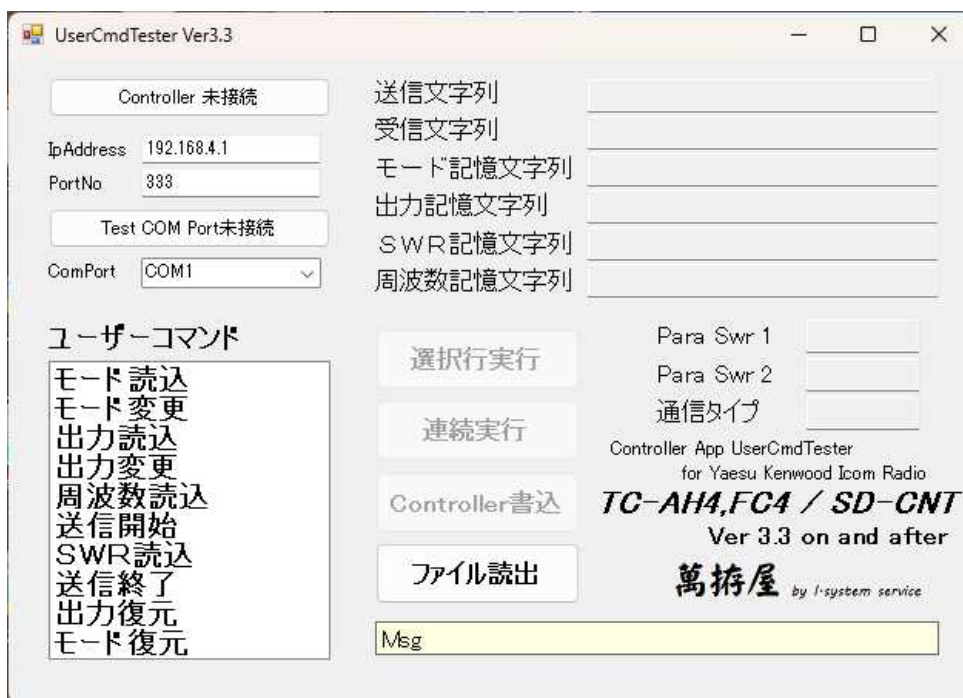 UserCmdTester Ver3.3
Controller 未接続
IpAddress 192.168.4.1
PortNo 333
Test COM Port未接続
ComPort COM1
送信文字列
受信文字列
モード記憶文字列
出力記憶文字列
ＳＷＲ記憶文字列
周波数記憶文字列
ユーザーコマンド
モード読込
モード変更
出力読込
出力変更
周波数読込
送信開始
SWR読込
送信終了
出力復元
モード復元
選択行実行
連続実行
Controller書込
ファイル読出
Para Swr 1
Para Swr 2
通信タイプ
Controller App UserCmdTester
for Yaesu Kenwood Icom Radio
TC-AH4,FC4 / SD-CNT
Ver 3.3 on and after
萬拵屋 by I-system service
Msg